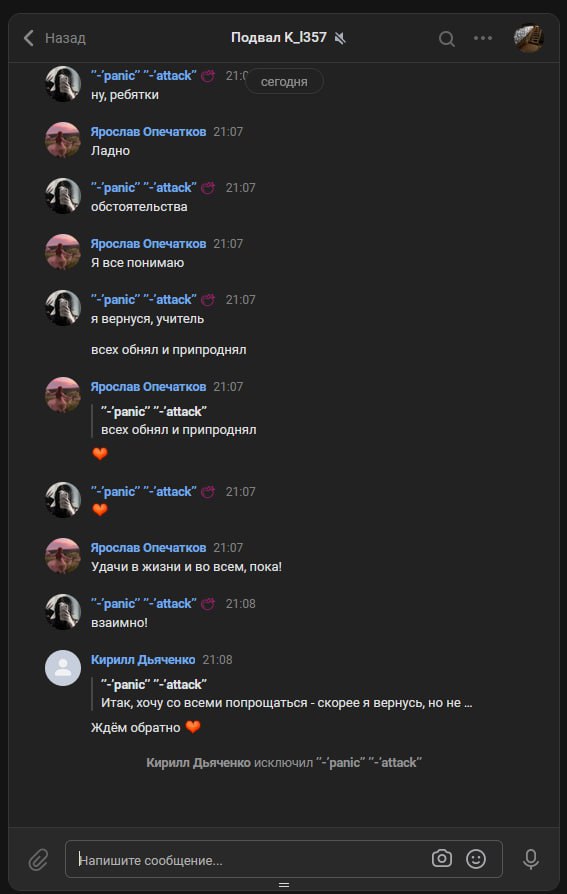 Назад
Подвал K_l357
сегодня
”-’panic” ”-’attack”
ну, ребятки
Ярослав Опечатков 21:07
Ладно
”-’panic” ”-’attack” 21:07
обстоятельства
Ярослав Опечатков 21:07
Я все понимаю
”-’panic” ”-’attack” 21:07
я вернуся, учитель
всех обнял и припроднял
Ярослав Опечатков 21:07
”-’panic” ”-’attack”
всех обнял и припроднял
”-’panic” ”-’attack” 21:07
Ярослав Опечатков 21:07
Удачи в жизни и во всем, пока!
”-’panic” ”-’attack” 21:08
взаимно!
Кирилл Дьяченко 21:08
”-’panic” ”-’attack”
Итак, хочу со всеми попрощаться - скорее я вернусь, но не ...
Ждём обратно
Кирилл Дьяченко исключил ”-’panic” ”-’attack”
Напишите сообщение...